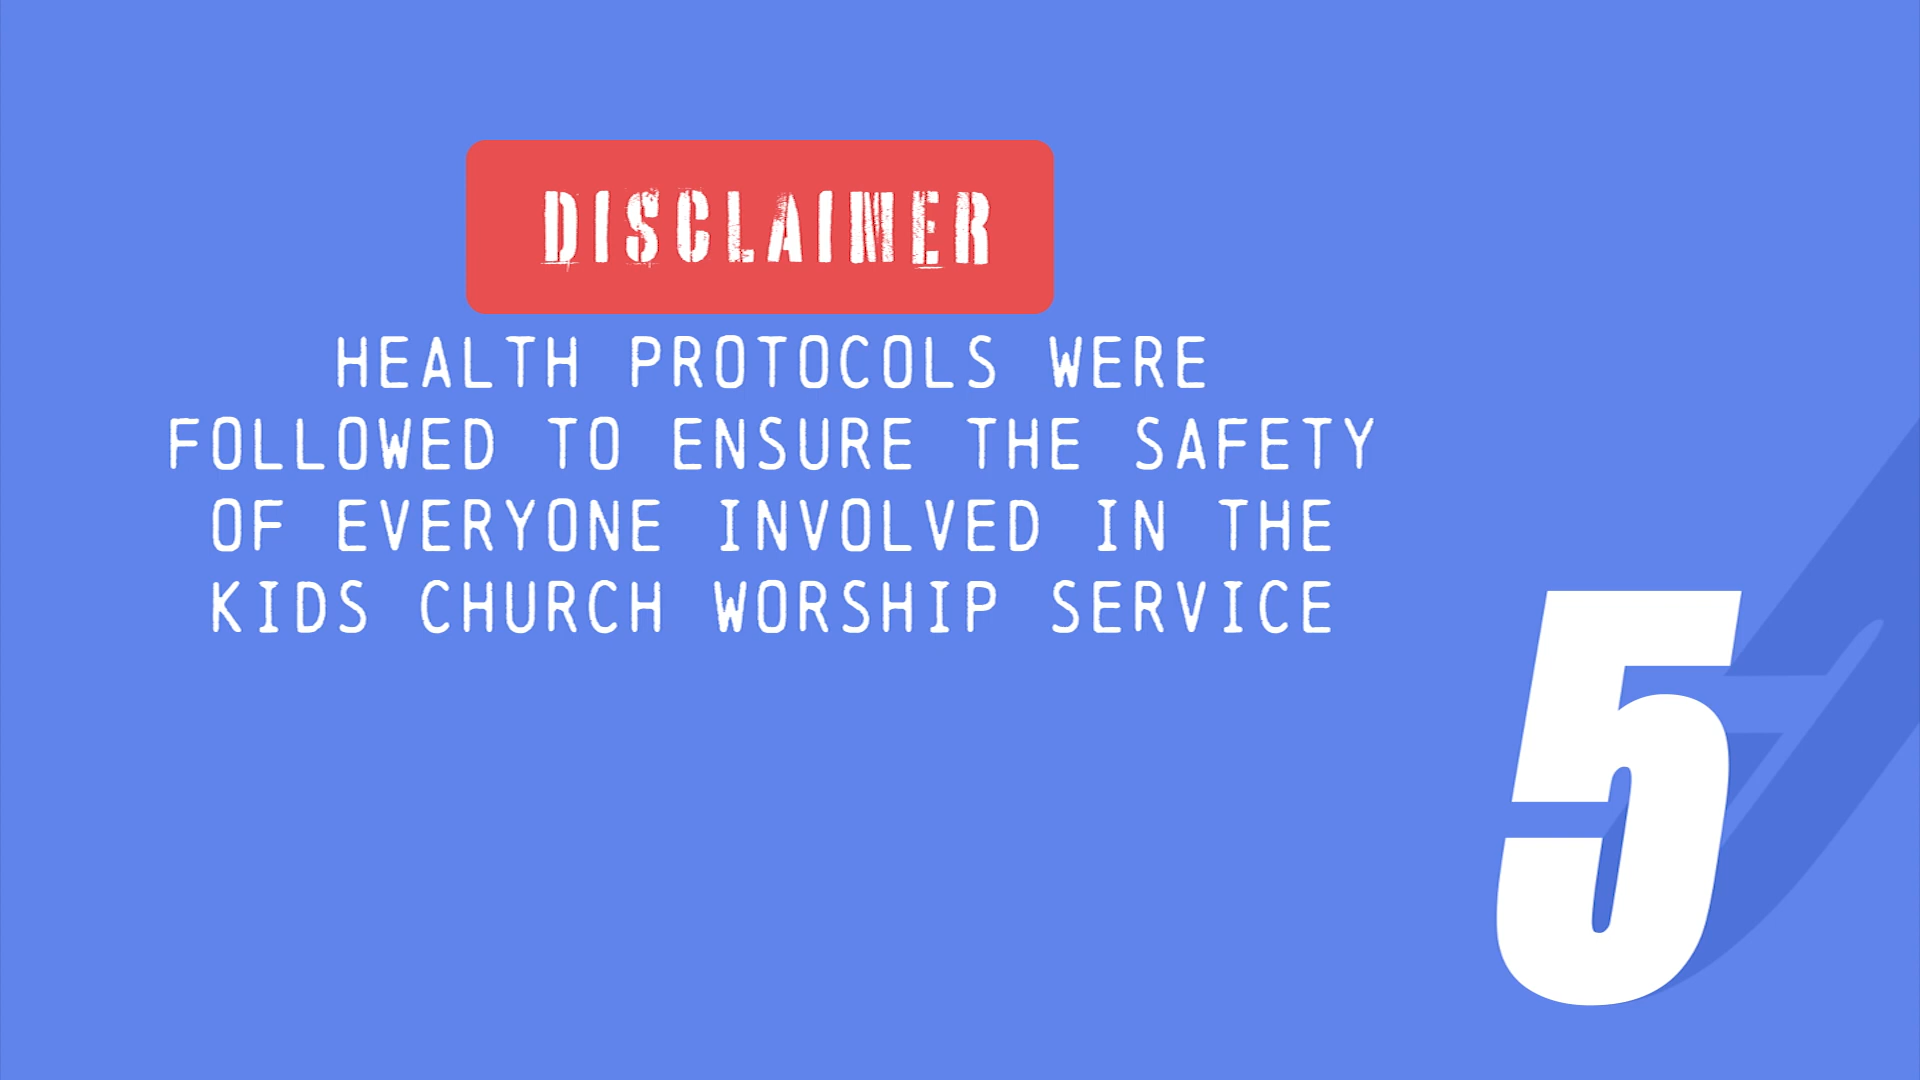 DISCLAIMER
HEALTH PROTOCOLS WERE
FOLLOWED TO ENSURE THE SAFETY
OF EVERYONE INVOLVED IN THE
KIDS CHURCH WORSHIP SERVICE
5